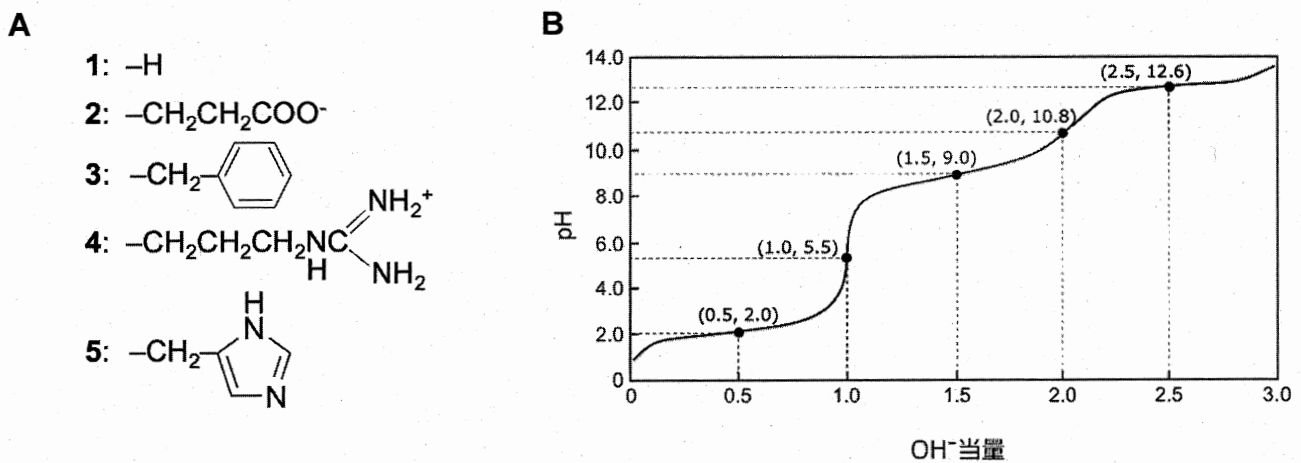 A
1: –H
2: –CH₂CH₂COO⁻
3: –CH₂
4: –CH₂CH₂CH₂NC
H
NH₂⁺
NH₂
5: –CH₂
H
N
N
B
14.0
12.0
10.0
8.0
6.0
4.0
2.0
0
pH
(0.5, 2.0)
(1.0, 5.5)
(1.5, 9.0)
(2.0, 10.8)
(2.5, 12.6)
0 0.5 1.0 1.5 2.0 2.5 3.0
OH⁻当量